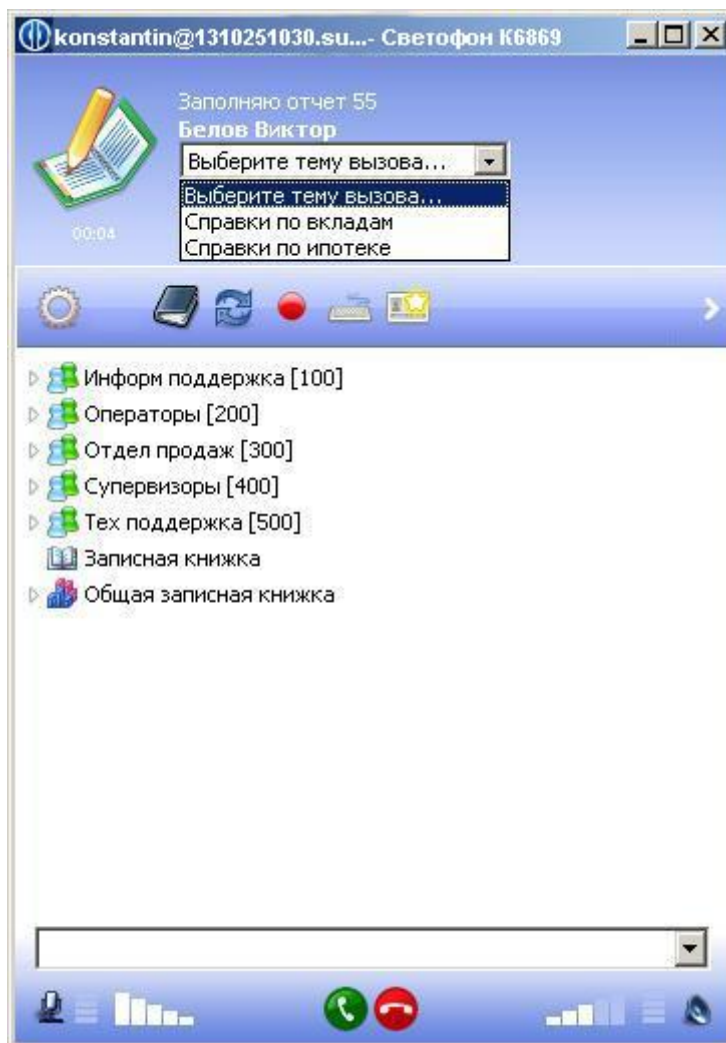 konstantin@1310251030.su...- Светофон К6869
Заполняю отчет 55
Белов Виктор
Выберите тему вызова...
Выберите тему вызова...
Справки по вкладам
Справки по ипотеке
00:04
Информ поддержка [100]
Операторы [200]
Отдел продаж [300]
Супервизоры [400]
Тех поддержка [500]
Записная книжка
Общая записная книжка